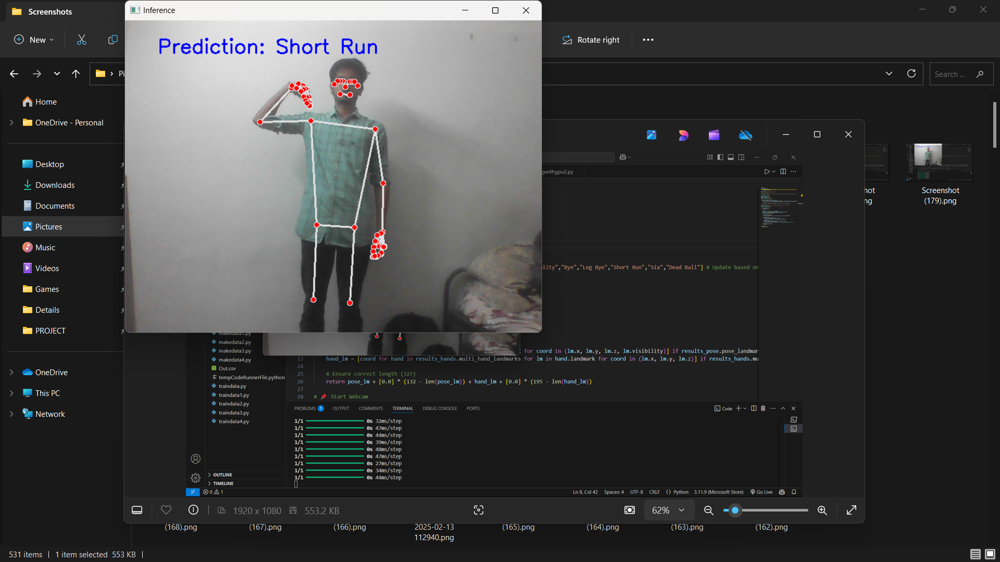 Screenshots
Inference
New
Rotate right
Pi
Search ...
Prediction: Short Run
Home
OneDrive - Personal
Desktop
Downloads
Documents
Pictures
Music
Videos
Games
Details
PROJECT
OneDrive
This PC
Network
gwithgpu2.py
hot
ng
Screenshot
(179).png
ality","Bye","Leg Bye","Short Run","Six","Dead Ball"] # Update based on
makedata1.py
makedata2.py
makedata3.py
makedata4.py
Out.csv
tempCodeRunnerFile.python
traindata.py
traindata1.py
traindata2.py
traindata3.py
traindata4.py
for coord in (lm.x, lm.y, lm.z, lm.visibility)] if results_pose.pose_landmar
23 hand_lm = [coord for hand in results_hands.multi_hand_landmarks for lm in hand.landmark for coord in (lm.x, lm.y, lm.z)] if results_hands.mu
24
25 # Ensure correct length (327)
26 return pose_lm + [0.0] * (132 - len(pose_lm)) + hand_lm + [0.0] * (195 - len(hand_lm))
27
28 # 📌 Start Webcam
PROBLEMS 1 OUTPUT COMMENTS TERMINAL DEBUG CONSOLE PORTS
Code
1/1 0s 32ms/step
1/1 0s 47ms/step
1/1 0s 44ms/step
1/1 0s 39ms/step
1/1 0s 48ms/step
1/1 0s 47ms/step
1/1 0s 27ms/step
1/1 0s 34ms/step
1/1 0s 44ms/step
OUTLINE
TIMELINE
0 1
Ln 8, Col 42 Spaces: 4 UTF-8 CRLF {} Python 3.11.9 (Microsoft Store) Go Live
1920 x 1080 553.2 KB
62%
(168).png
(167).png
(166).png
2025-02-13
112940.png
(165).png
(164).png
(163).png
(162).png
531 items 1 item selected 553 KB